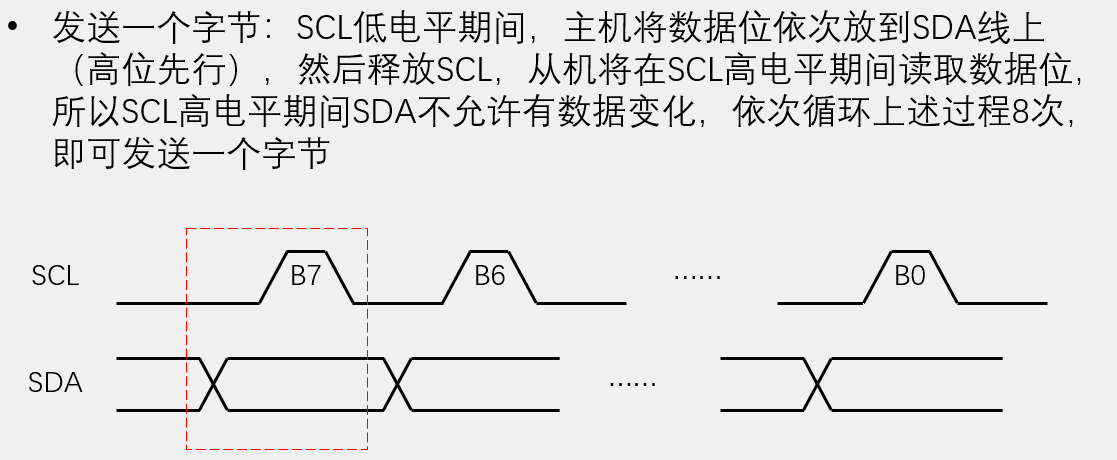 • 发送一个字节：SCL低电平期间，主机将数据位依次放到SDA线上
（高位先行），然后释放SCL，从机将在SCL高电平期间读取数据位，
所以SCL高电平期间SDA不允许有数据变化，依次循环上述过程8次，
即可发送一个字节
SCL B7 B6 …… B0
SDA ……